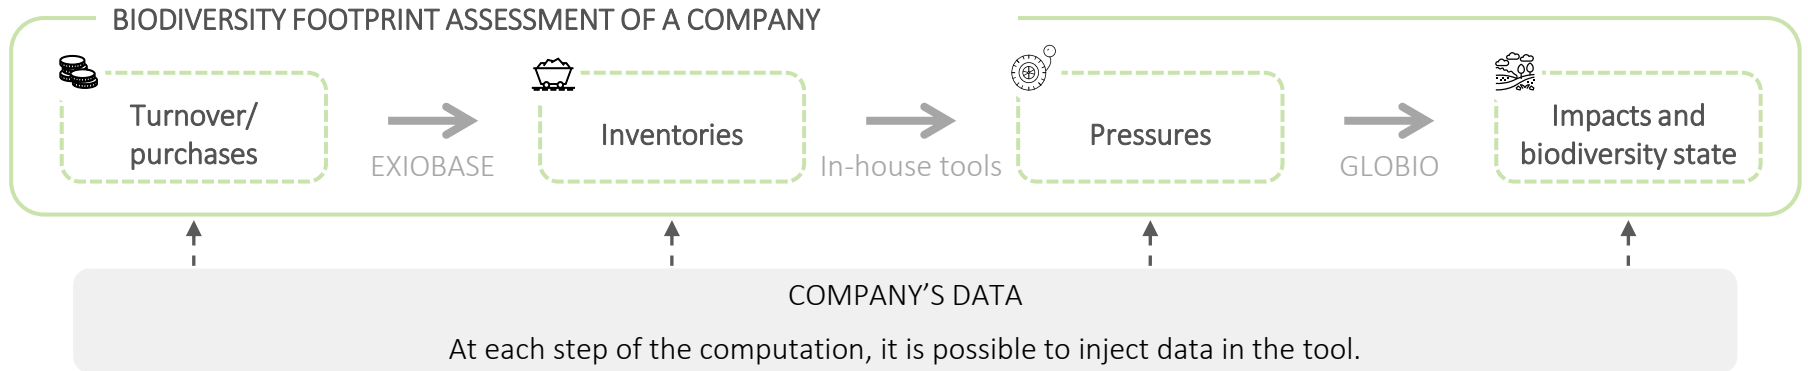 BIODIVERSITY FOOTPRINT ASSESSMENT OF A COMPANY
Turnover/
purchases
EXIOBASE
Inventories
In-house tools
Pressures
GLOBIO
Impacts and
biodiversity state
COMPANY’S DATA
At each step of the computation, it is possible to inject data in the tool.